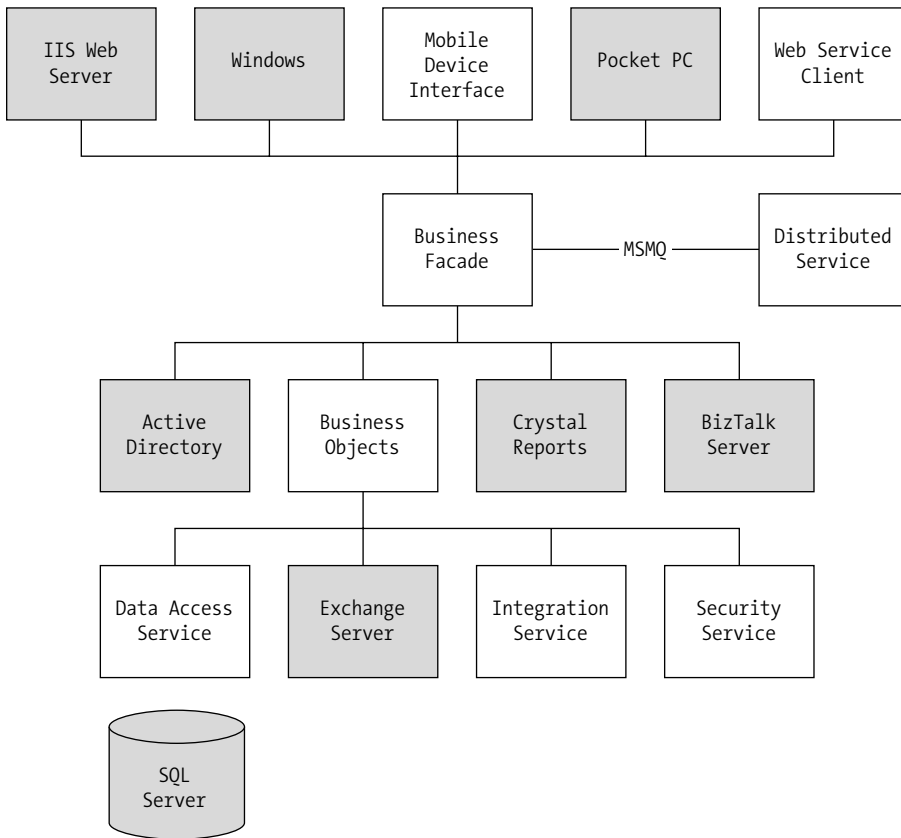 IIS Web
Server
Windows
Mobile
Device
Interface
Pocket PC
Web Service
Client
Business
Facade
MSMQ
Distributed
Service
Active
Directory
Business
Objects
Crystal
Reports
BizTalk
Server
Data Access
Service
Exchange
Server
Integration
Service
Security
Service
SQL
Server